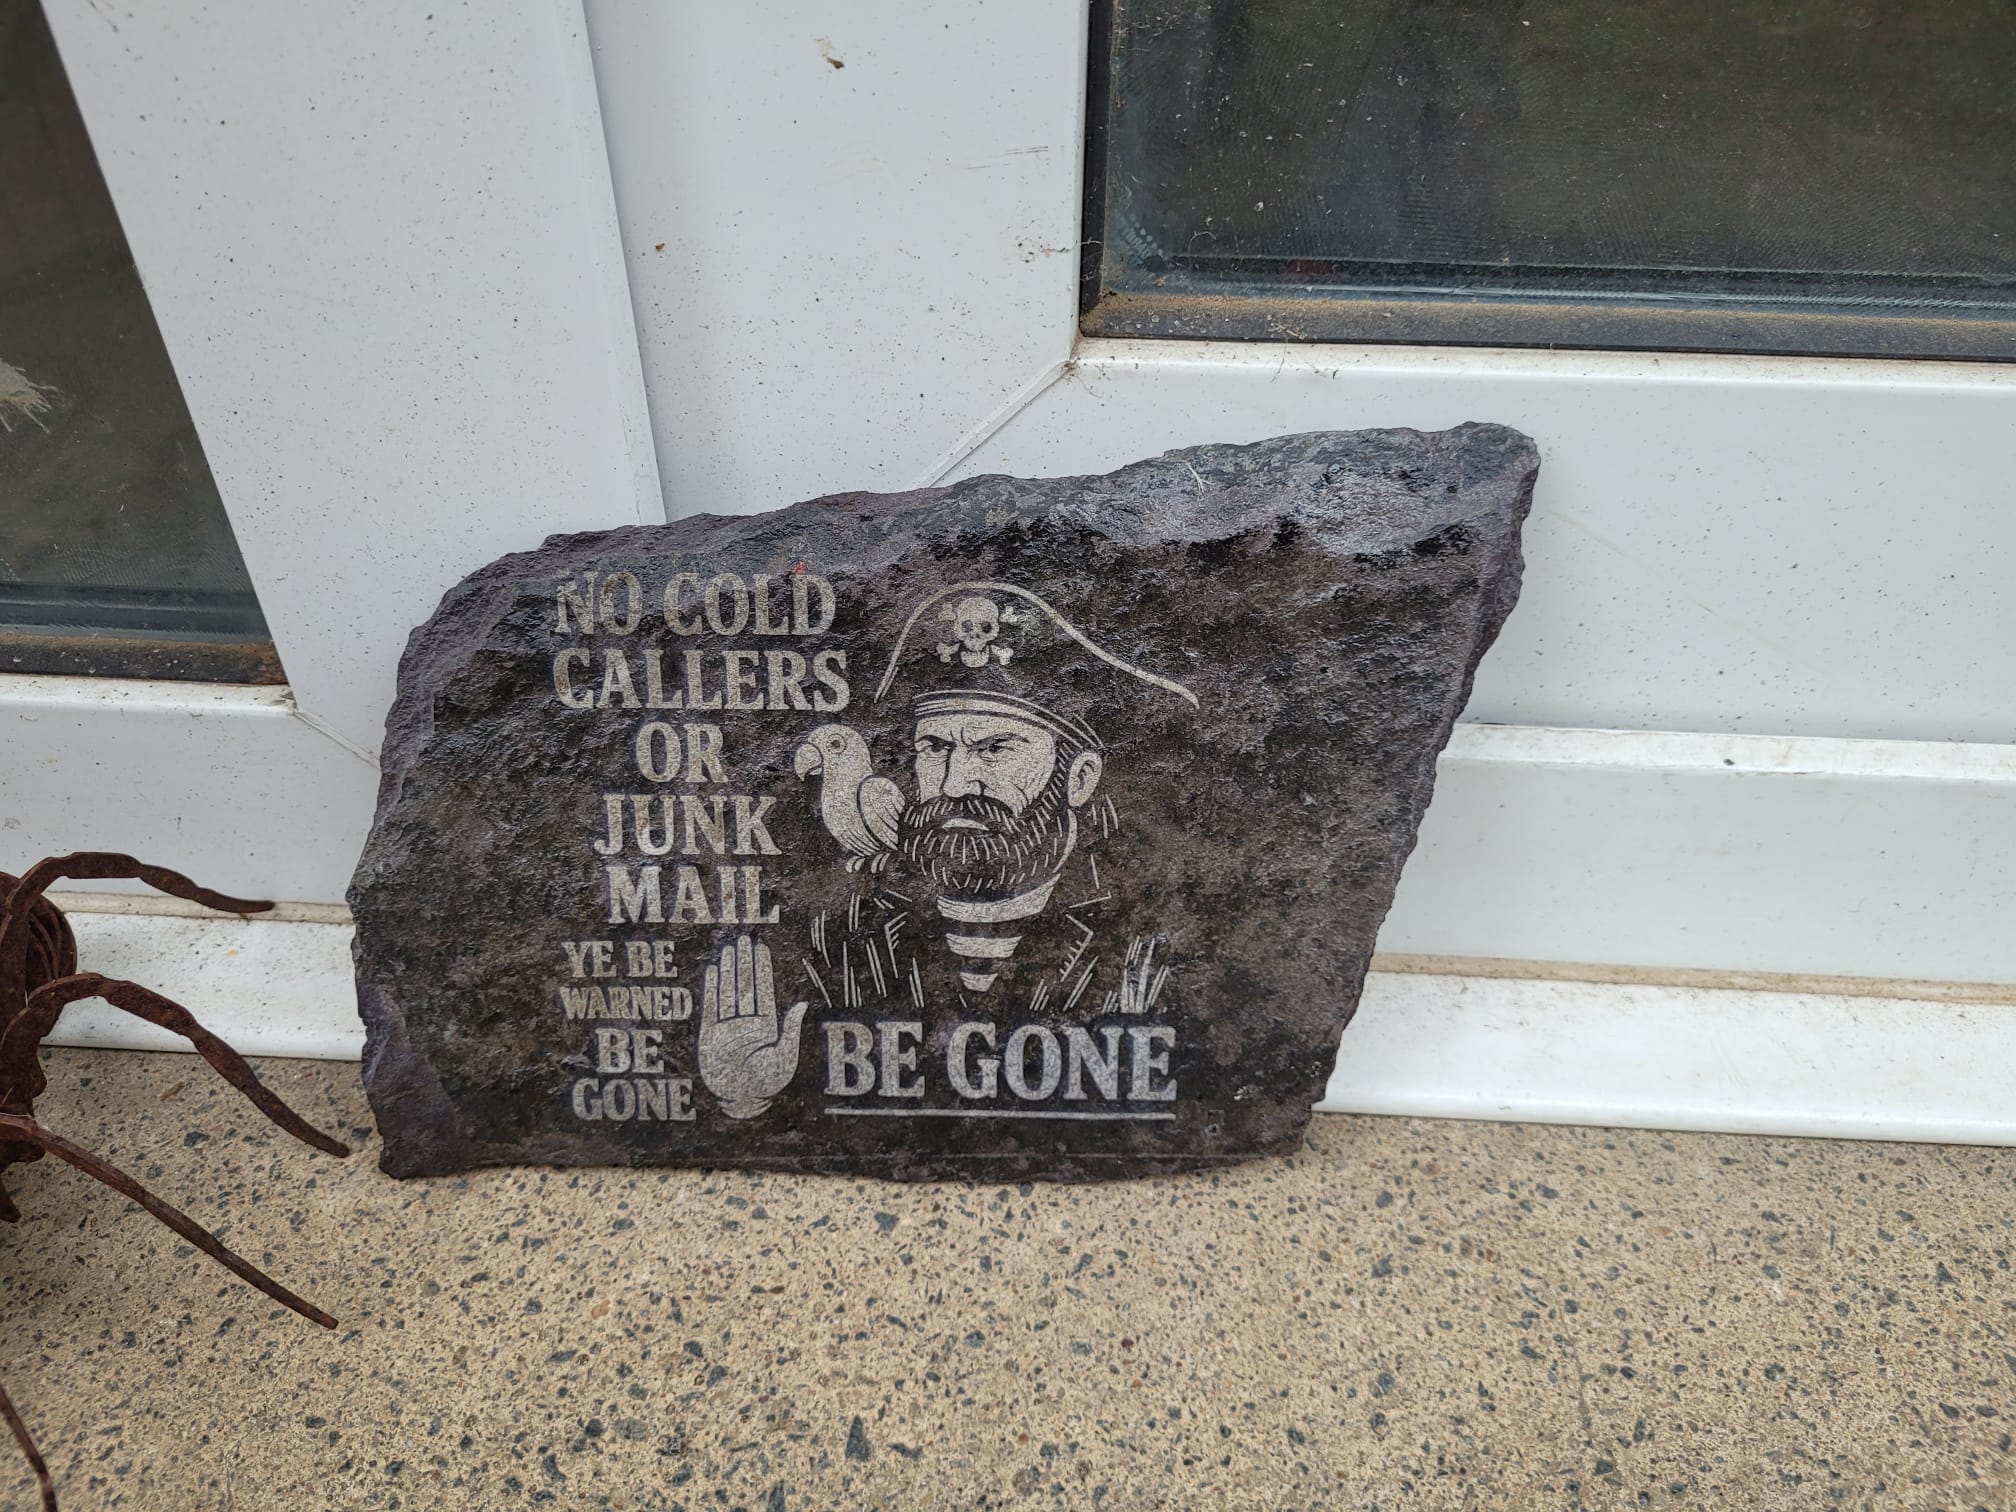 NO COLD
CALLERS
OR
JUNK
MAIL
YE BE
WARNED
BE
GONE
BE GONE